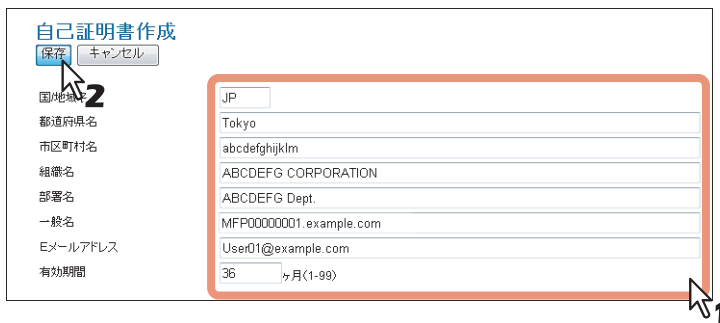 自己証明書作成
保存 キャンセル
2
国/地域名 JP
都道府県名 Tokyo
市区町村名 abcdefghijklm
組織名 ABCDEFG CORPORATION
部署名 ABCDEFG Dept.
一般名 MFP00000001.example.com
Eメールアドレス User01@example.com
有効期間 36 ヶ月(1-99)
1